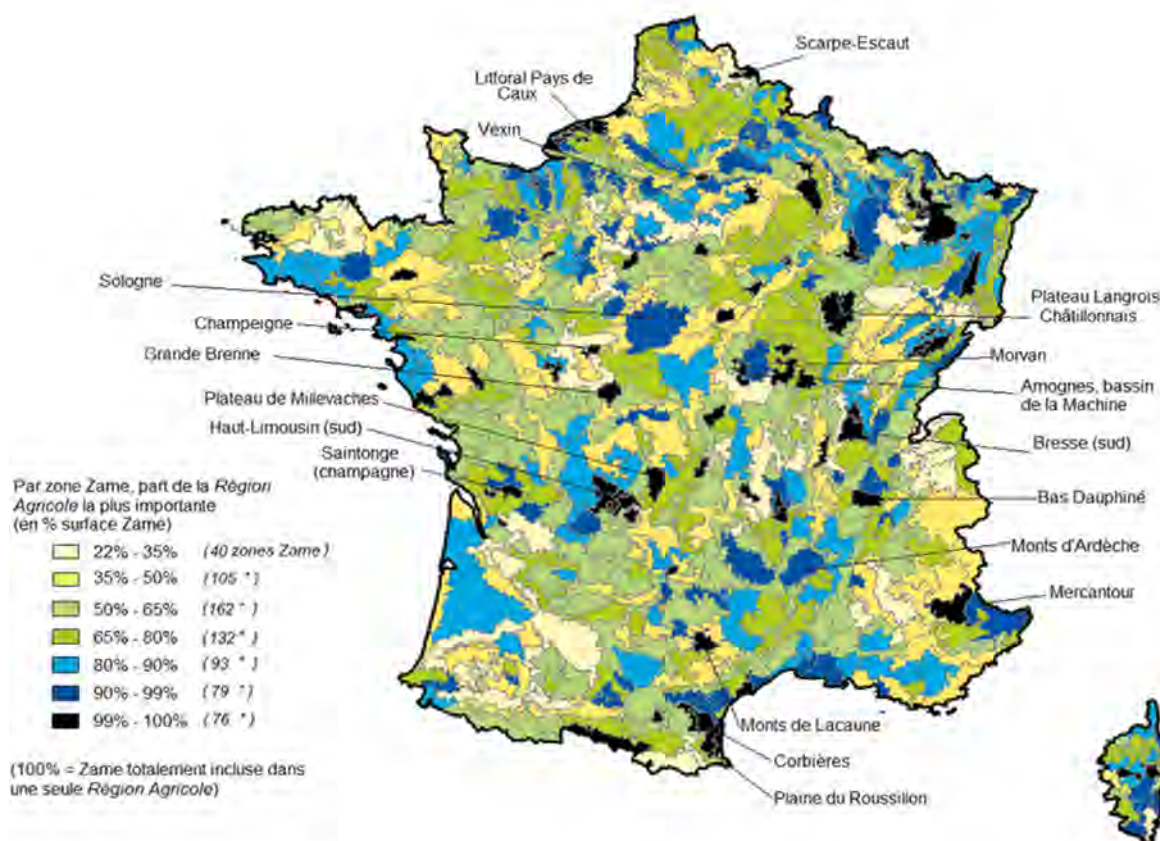 Scarpe-Escaut
Littoral Pays de
Caux
Véxin
Sologne
Champeigne
Grande Brenne
Plateau de Millevaches
Haut-Limousin (sud)
Saintonge
(champagne)
Plateau Langrois
Châtillonnais
Morvan
Amognes, bassin
de la Machine
Bresse (sud)
Bas Dauphiné
Monts d'Ardèche
Mercantour
Monts de Lacaune
Corbières
Plaine du Roussillon
Par zone Zame, part de la Région
Agricole la plus importante
(en % surface Zame)
22% - 35% (40 zones Zame)
35% - 50% (105 ")
50% - 65% (162 ")
65% - 80% (132 ")
80% - 90% (93 ")
90% - 99% (79 ")
99% - 100% (76 ")
(100% = Zame totalement incluse dans
une seule Région Agricole)